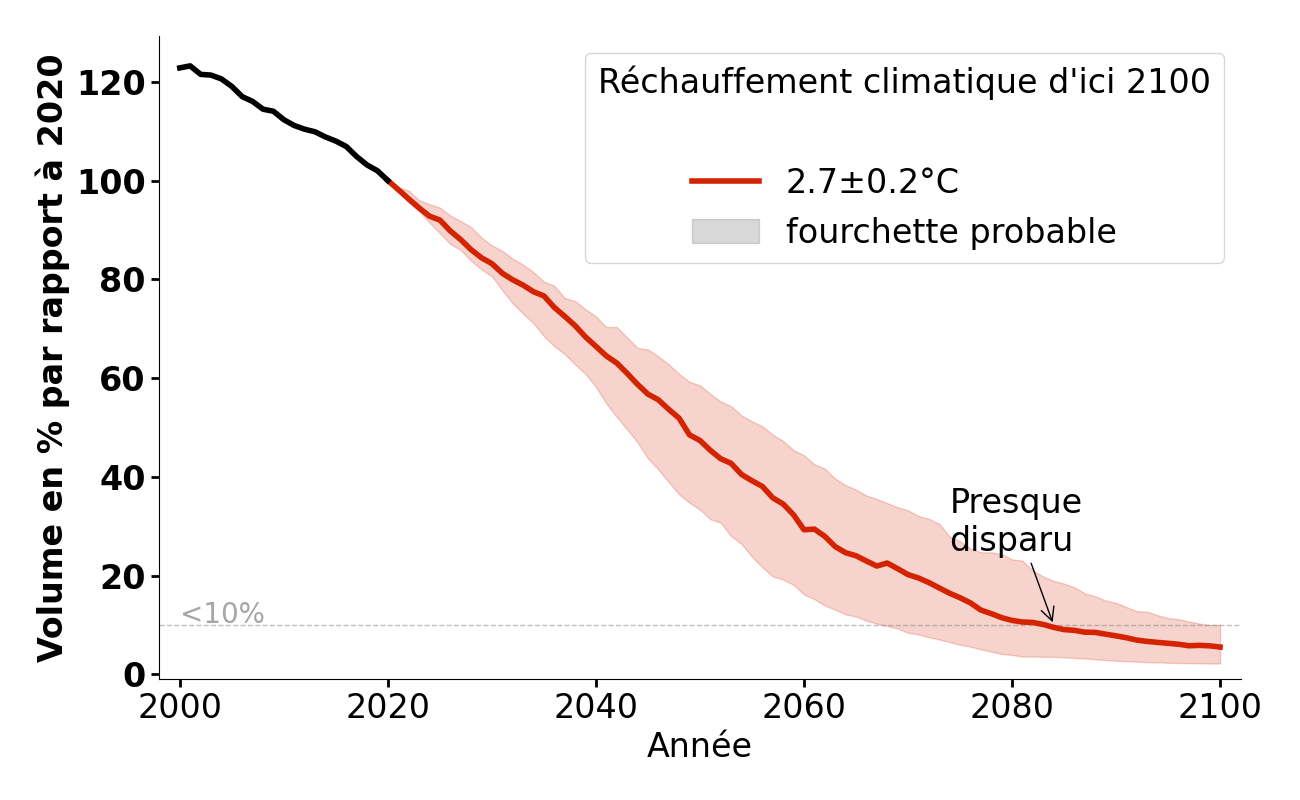 Volume en % par rapport à 2020
120
100
80
60
40
20
0
Réchauffement climatique d'ici 2100
2.7±0.2°C
fourchette probable
Presque
disparu
<10%
2000
2020
2040
2060
2080
2100
Année